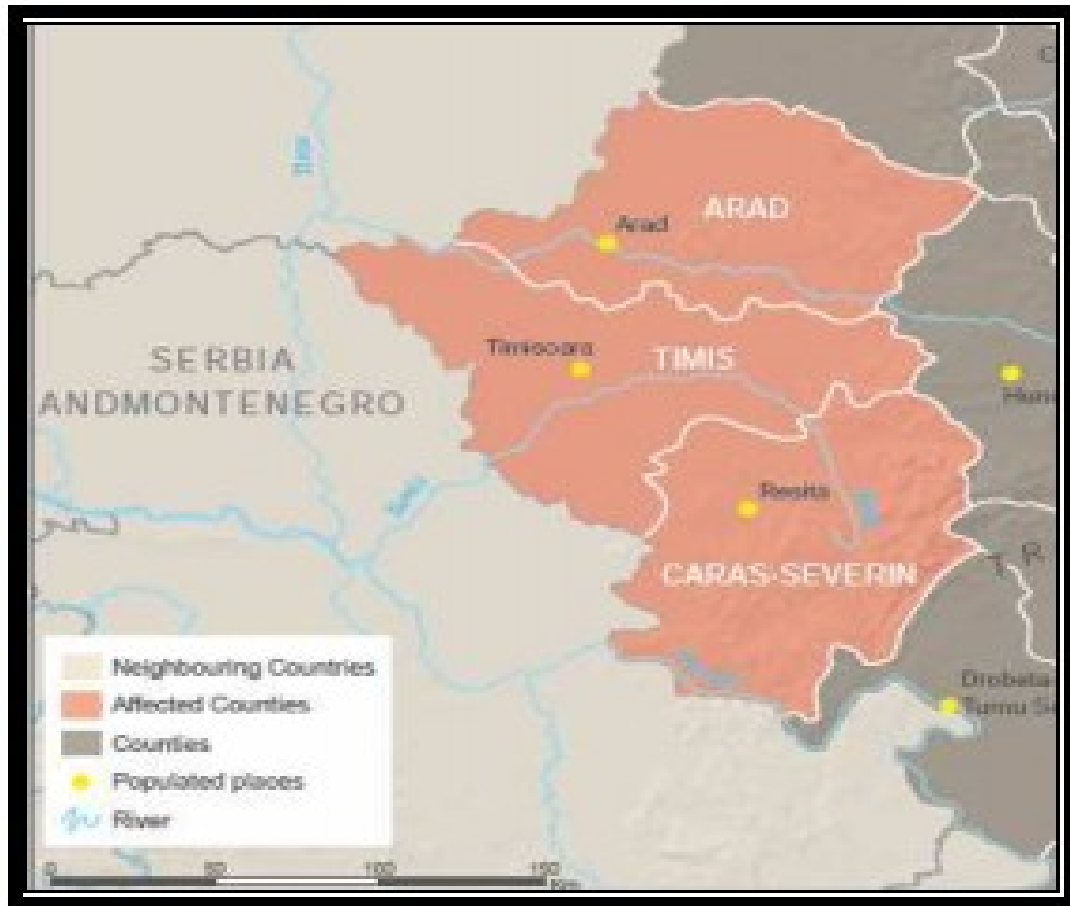 ARAD
Arad
Timisoara
TIMIS
SERBIA
ANDMONTENEGRO
Resita
CARAS-SEVERIN
Neighbouring Countries
Affected Counties
Counties
Populated places
River
Drobeta
0 50 100 150
Km